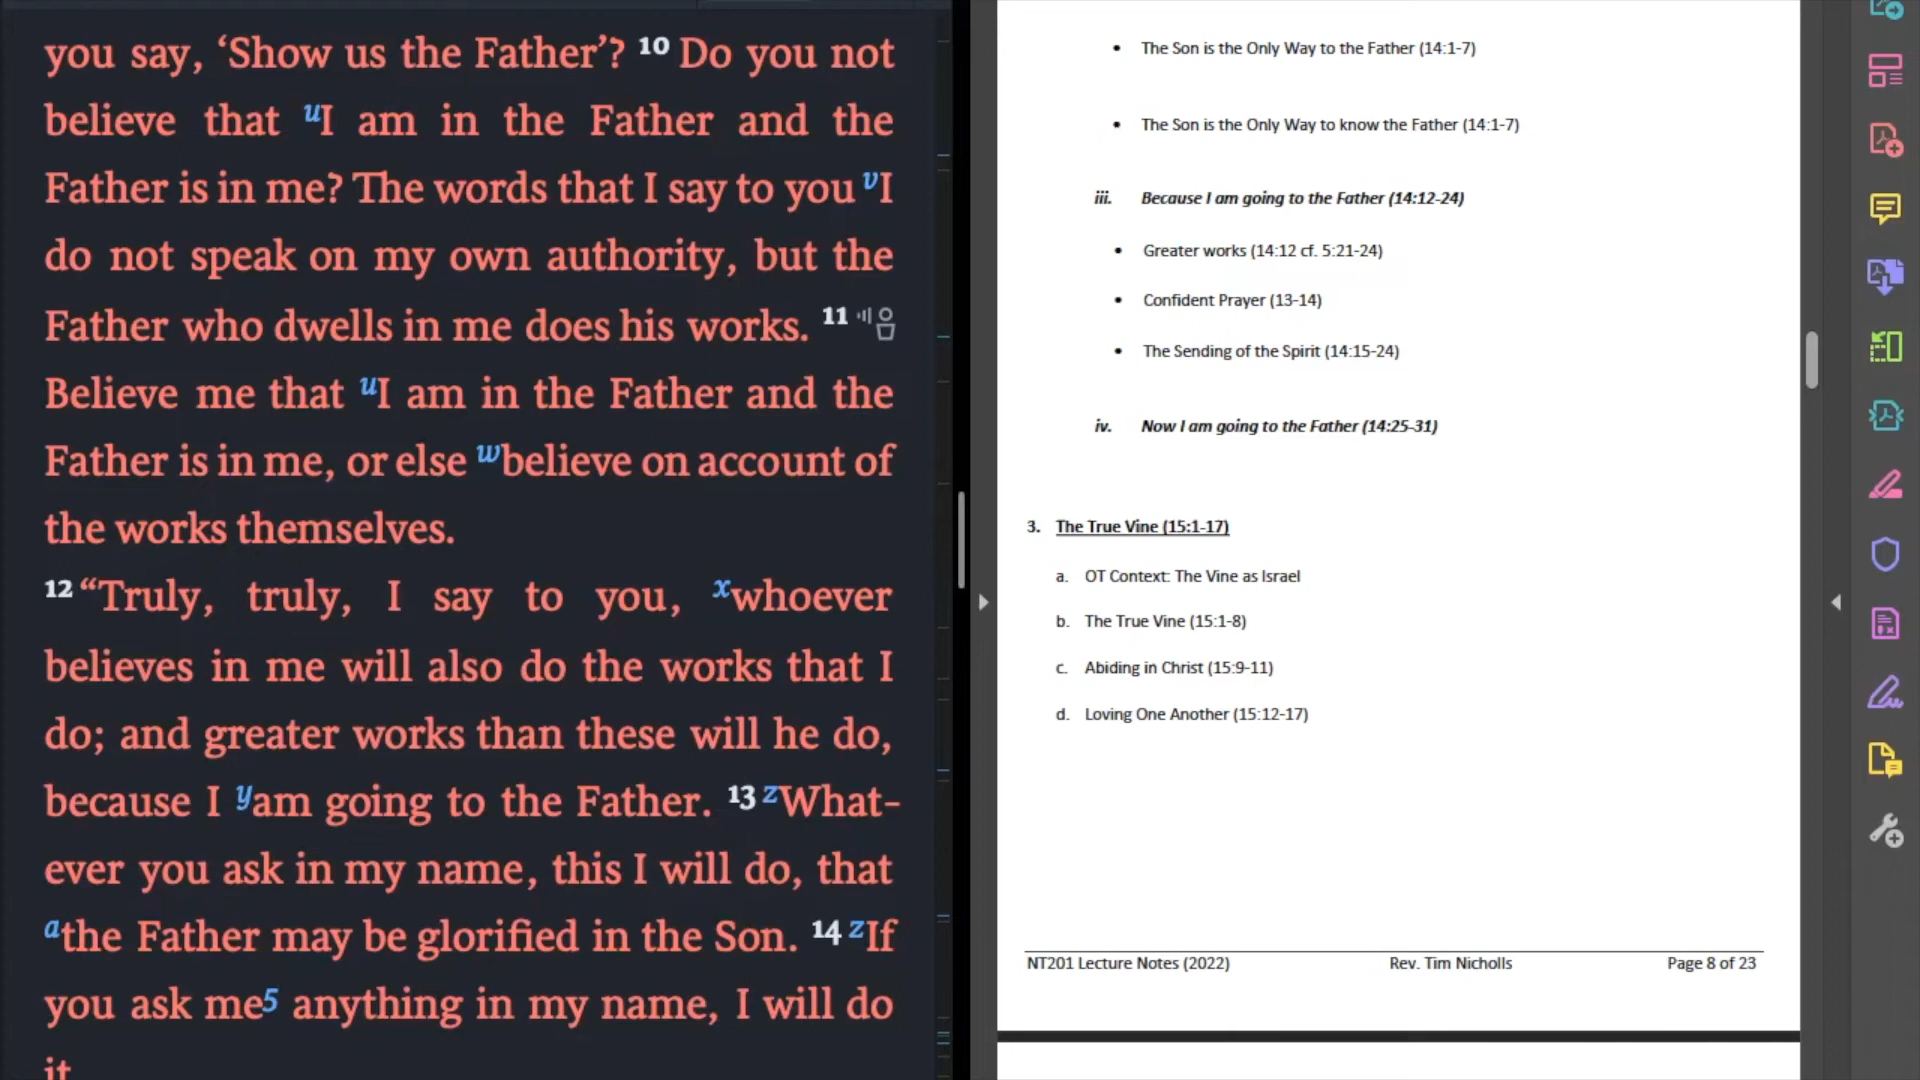 you say, ‘Show us the Father’? 10 Do you not
believe that uI am in the Father and the
Father is in me? The words that I say to you vI
do not speak on my own authority, but the
Father who dwells in me does his works. 11
Believe me that uI am in the Father and the
Father is in me, or else wbelieve on account of
the works themselves.
12 “Truly, truly, I say to you, xwhoever
believes in me will also do the works that I
do; and greater works than these will he do,
because I yam going to the Father. 13 zWhat-
ever you ask in my name, this I will do, that
athe Father may be glorified in the Son. 14 zIf
you ask me5 anything in my name, I will do
it
• The Son is the Only Way to the Father (14:1-7)
• The Son is the Only Way to know the Father (14:1-7)
iii. Because I am going to the Father (14:12-24)
• Greater works (14:12 cf. 5:21-24)
• Confident Prayer (13-14)
• The Sending of the Spirit (14:15-24)
iv. Now I am going to the Father (14:25-31)
3. The True Vine (15:1-17)
a. OT Context: The Vine as Israel
b. The True Vine (15:1-8)
c. Abiding in Christ (15:9-11)
d. Loving One Another (15:12-17)
NT201 Lecture Notes (2022) Rev. Tim Nicholls Page 8 of 23